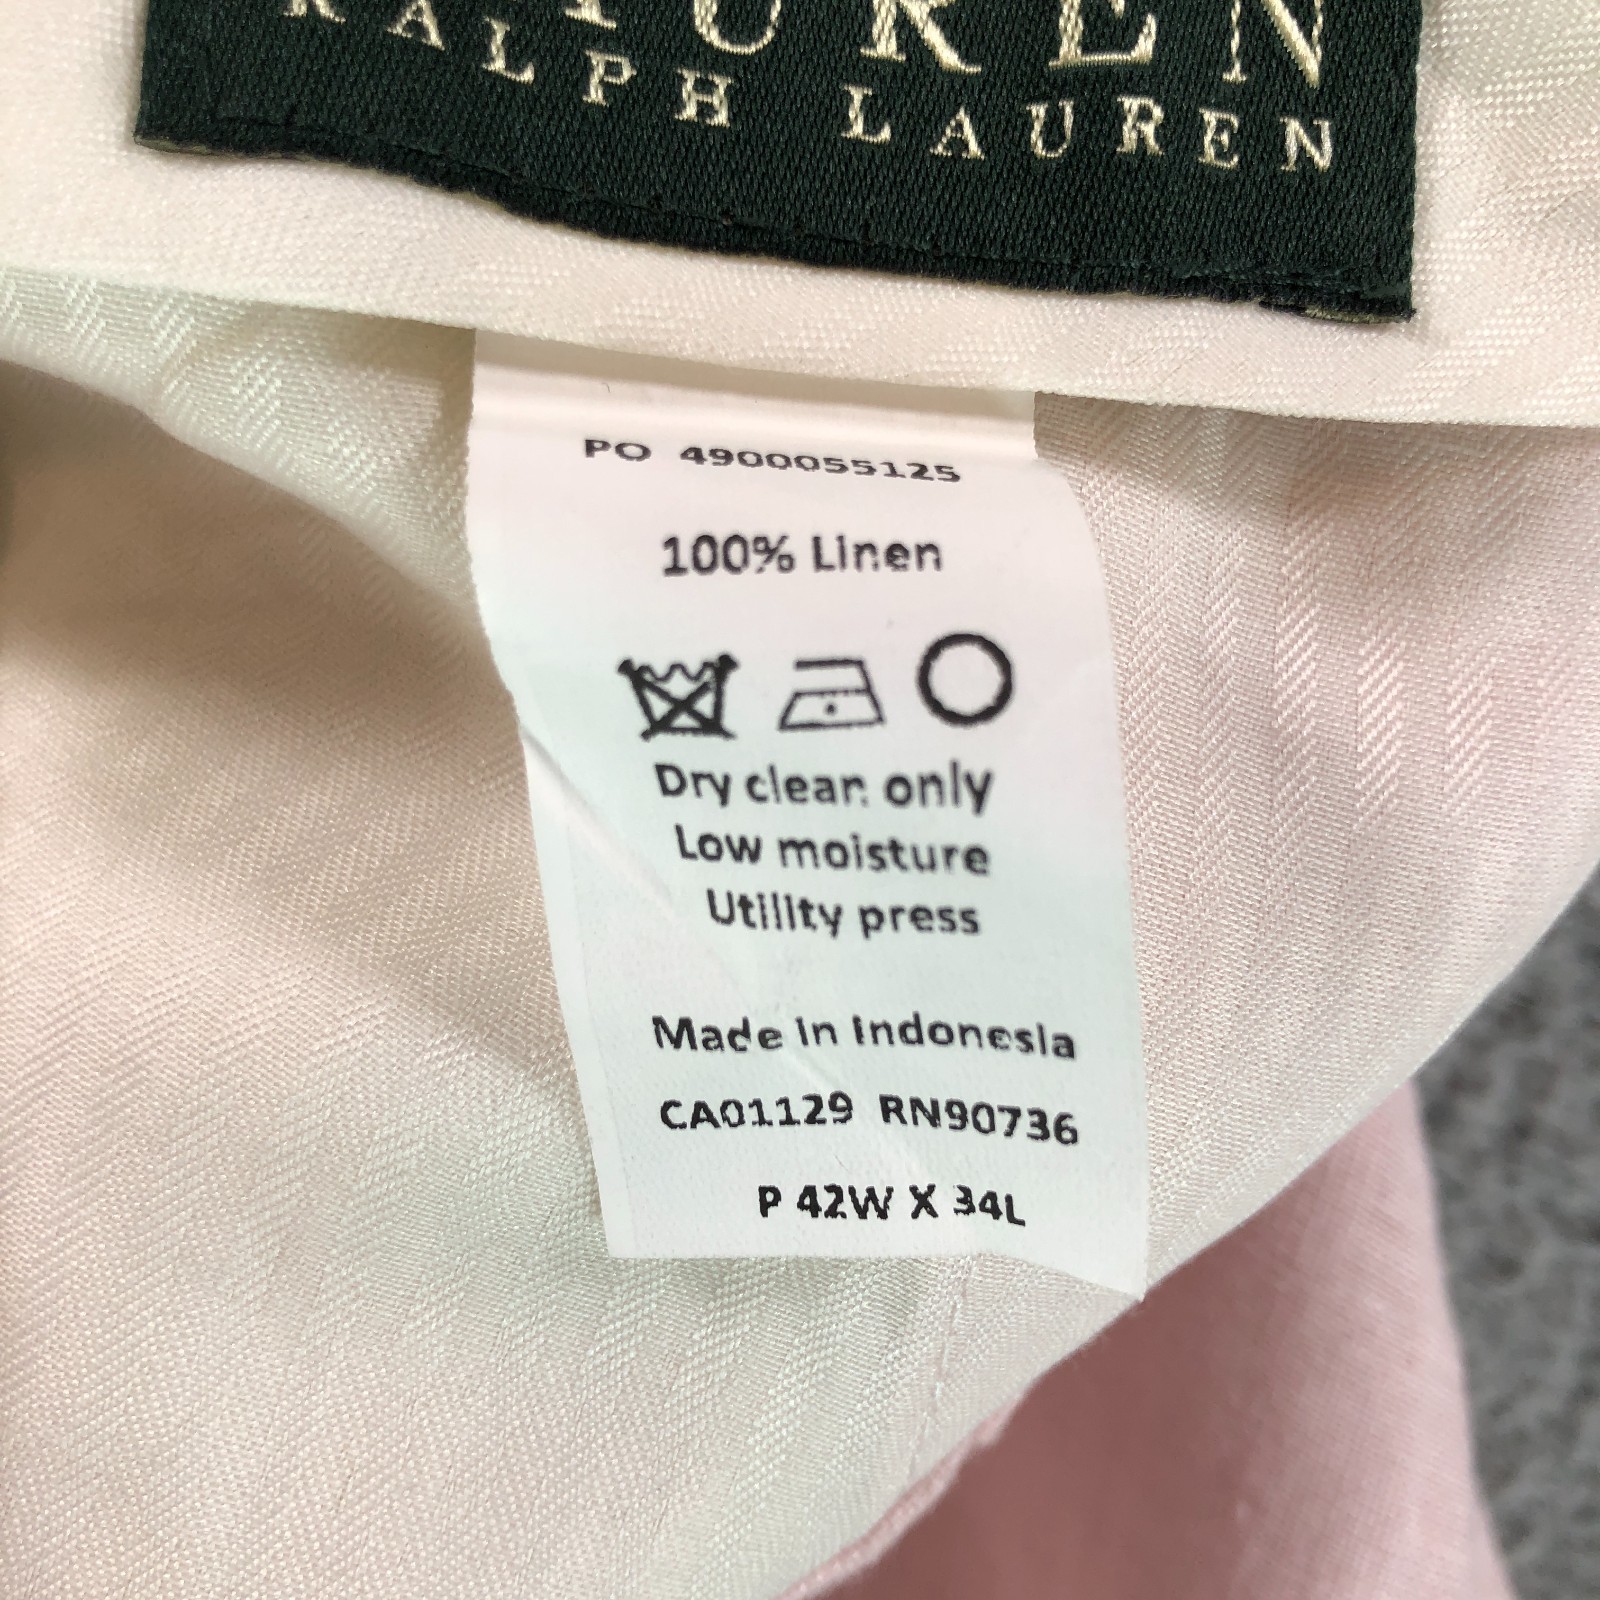 LAUREN
RALPH LAUREN
PO 4900055125
100% Linen
Dry clean only
Low moisture
Utility press
Made in Indonesia
CA01129 RN90736
P 42W X 34L